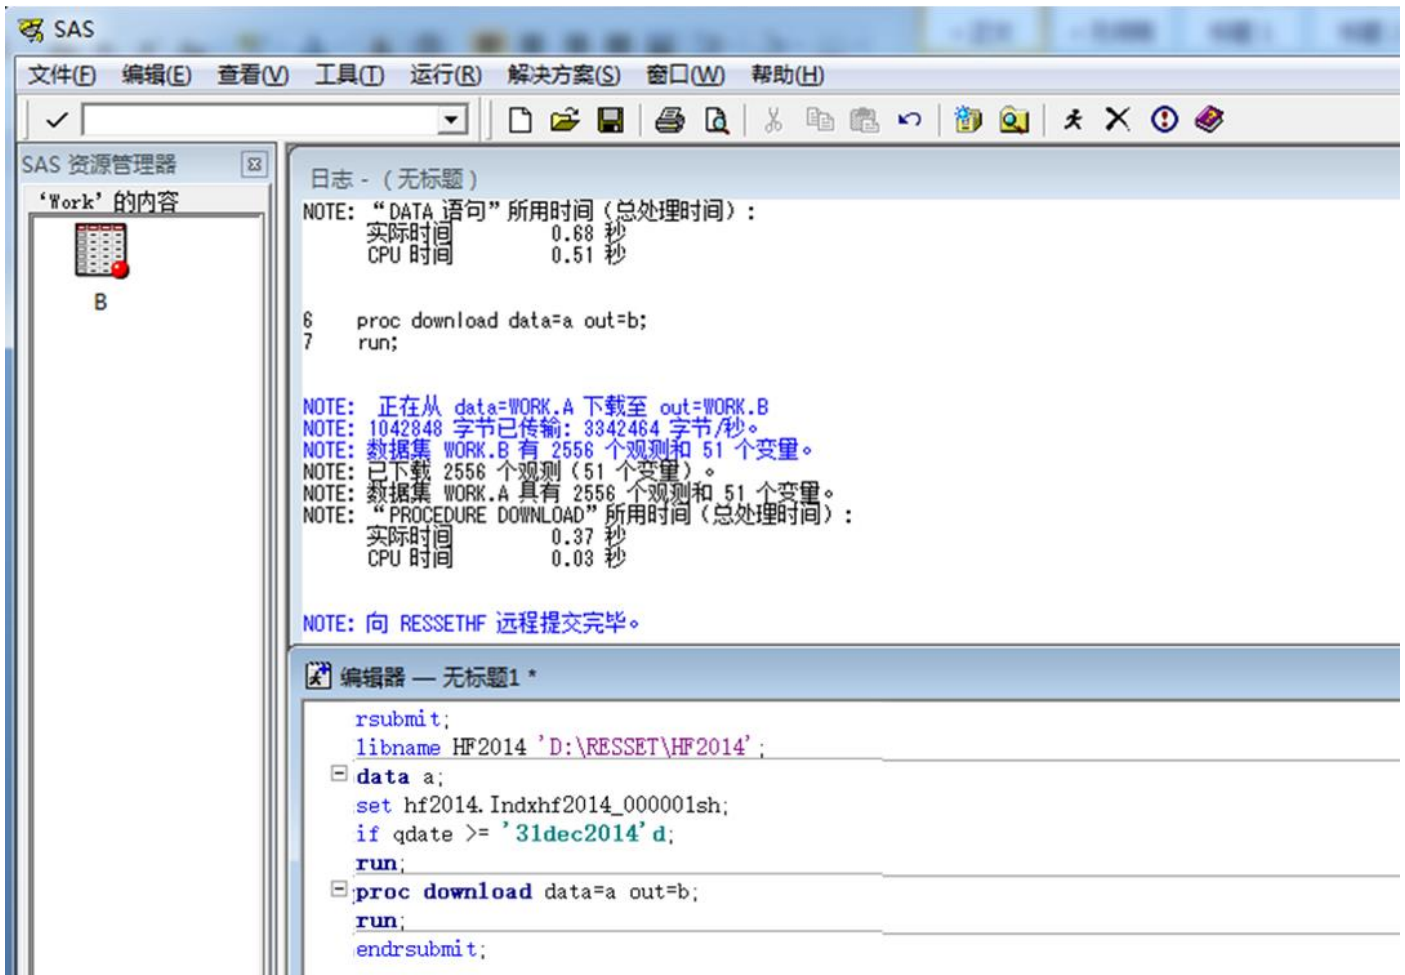 SAS
文件(F) 编辑(E) 查看(V) 工具(T) 运行(R) 解决方案(S) 窗口(W) 帮助(H)
SAS 资源管理器
‘Work’的内容
B
日志 - (无标题)
NOTE: “DATA 语句”所用时间（总处理时间）:
实际时间 0.68 秒
CPU 时间 0.51 秒
6 proc download data=a out=b;
7 run;
NOTE: 正在从 data=WORK.A 下载至 out=WORK.B
NOTE: 1042848 字节已传输: 3342464 字节/秒。
NOTE: 数据集 WORK.B 有 2556 个观测和 51 个变量。
NOTE: 已下载 2556 个观测（51 个变量）。
NOTE: 数据集 WORK.A 具有 2556 个观测和 51 个变量。
NOTE: “PROCEDURE DOWNLOAD”所用时间（总处理时间）:
实际时间 0.37 秒
CPU 时间 0.03 秒
NOTE: 向 RESSETHF 远程提交完毕。
编辑器 — 无标题1 *
rsubmit;
libname HF2014 'D:\RESSET\HF2014';
data a;
set hf2014.Indxhf2014_000001sh;
if qdate >= '31dec2014'd;
run;
proc download data=a out=b;
run;
endrsubmit;